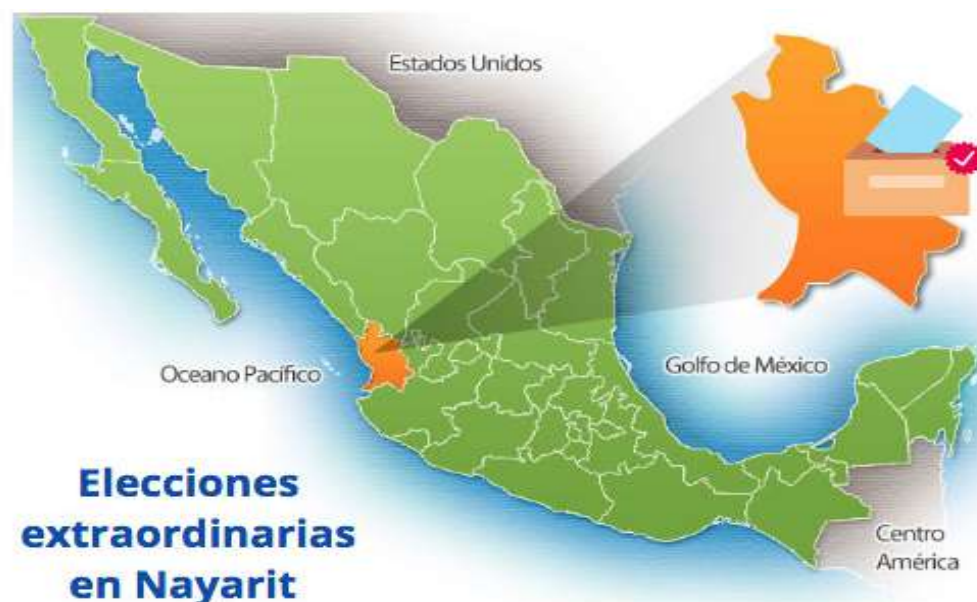 Estados Unidos
Oceano Pacífico
Golfo de México
Elecciones
extraordinarias
en Nayarit
Centro
América